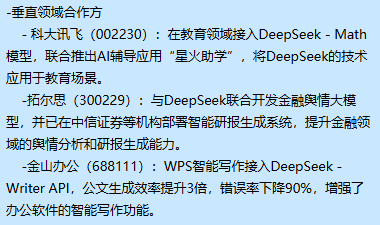 -垂直领域合作方
- 科大讯飞（002230）：在教育领域接入DeepSeek - Math
模型，联合推出AI辅导应用“星火助学”，将DeepSeek的技术
应用于教育场景。
-拓尔思（300229）：与DeepSeek联合开发金融舆情大模
型，并已在中信证券等机构部署智能研报生成系统，提升金融领
域的舆情分析和研报生成能力。
-金山办公（688111）：WPS智能写作接入DeepSeek -
Writer API，公文生成效率提升3倍，错误率下降90%，增强了
办公软件的智能写作功能。